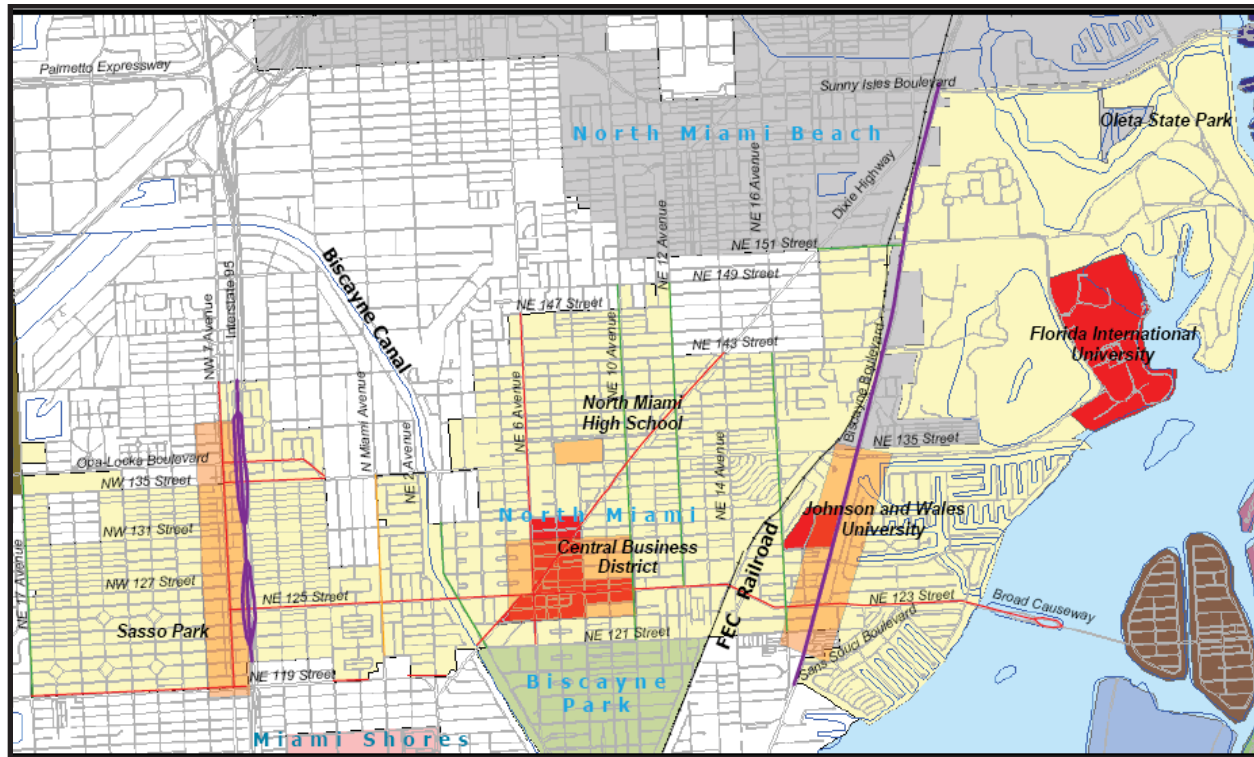 Palmetto Expressway
Sunny Isles Boulevard
Oleta State Park
North Miami Beach
NE 16 Avenue
Dixie Highway
NE 151 Street
NE 12 Avenue
NE 149 Street
Biscayne Canal
Interstate 95
NW 7 Avenue
NE 147 Street
NE 10 Avenue
NE 143 Street
Florida International
University
Biscayne Boulevard
NE 6 Avenue
North Miami
High School
N Miami Avenue
NE 2 Avenue
NE 135 Street
Opa-Locka Boulevard
NW 135 Street
NE 14 Avenue
North Miami
Johnson and Wales
University
NW 131 Street
Central Business
District
FEC Railroad
NW 127 Street
NE 17 Avenue
NE 125 Street
NE 123 Street
Broad Causeway
Sasso Park
NE 121 Street
Sans Souci Boulevard
NE 119 Street
Biscayne
Park
Miami Shores